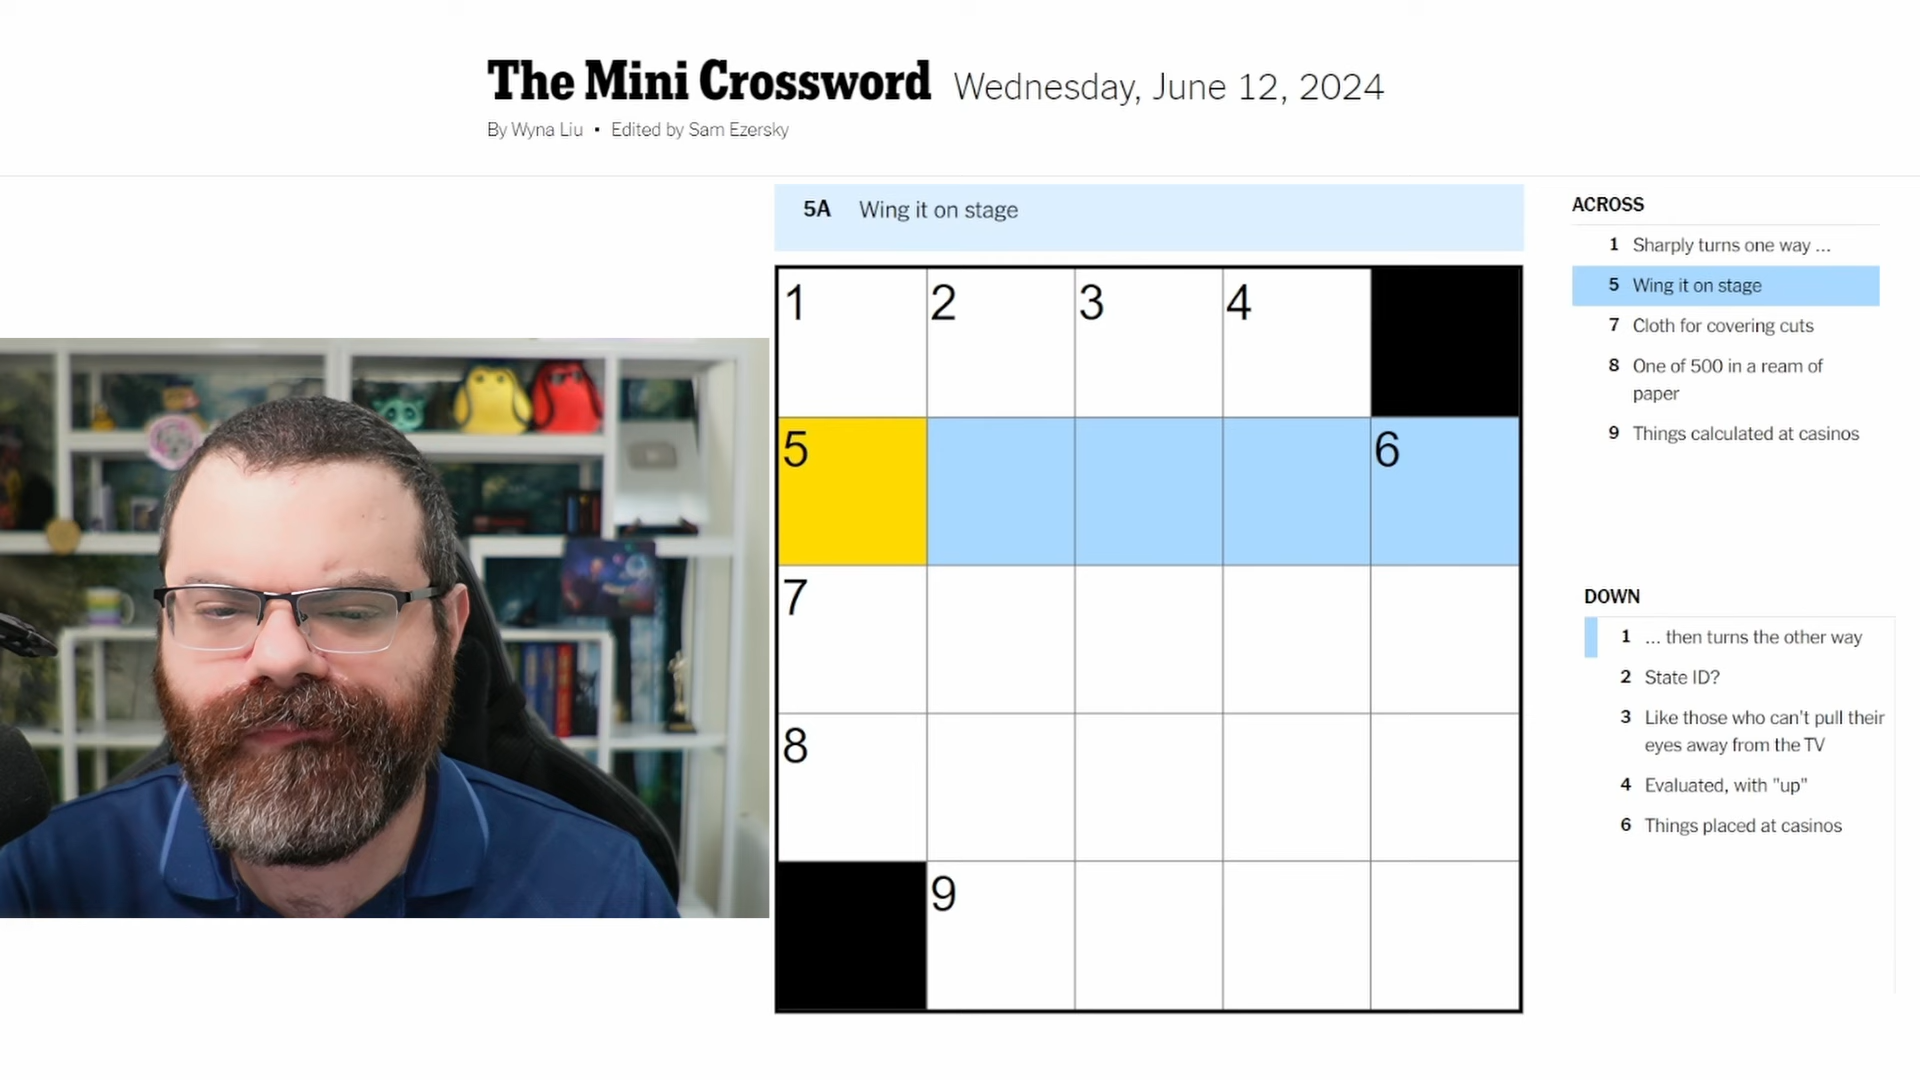 The Mini Crossword Wednesday, June 12, 2024
By Wyna Liu • Edited by Sam Ezersky
5A Wing it on stage
1 2 3 4
5 6
7
8
9
ACROSS
1 Sharply turns one way ...
5 Wing it on stage
7 Cloth for covering cuts
8 One of 500 in a ream of
paper
9 Things calculated at casinos
DOWN
1 ... then turns the other way
2 State ID?
3 Like those who can't pull their
eyes away from the TV
4 Evaluated, with "up"
6 Things placed at casinos